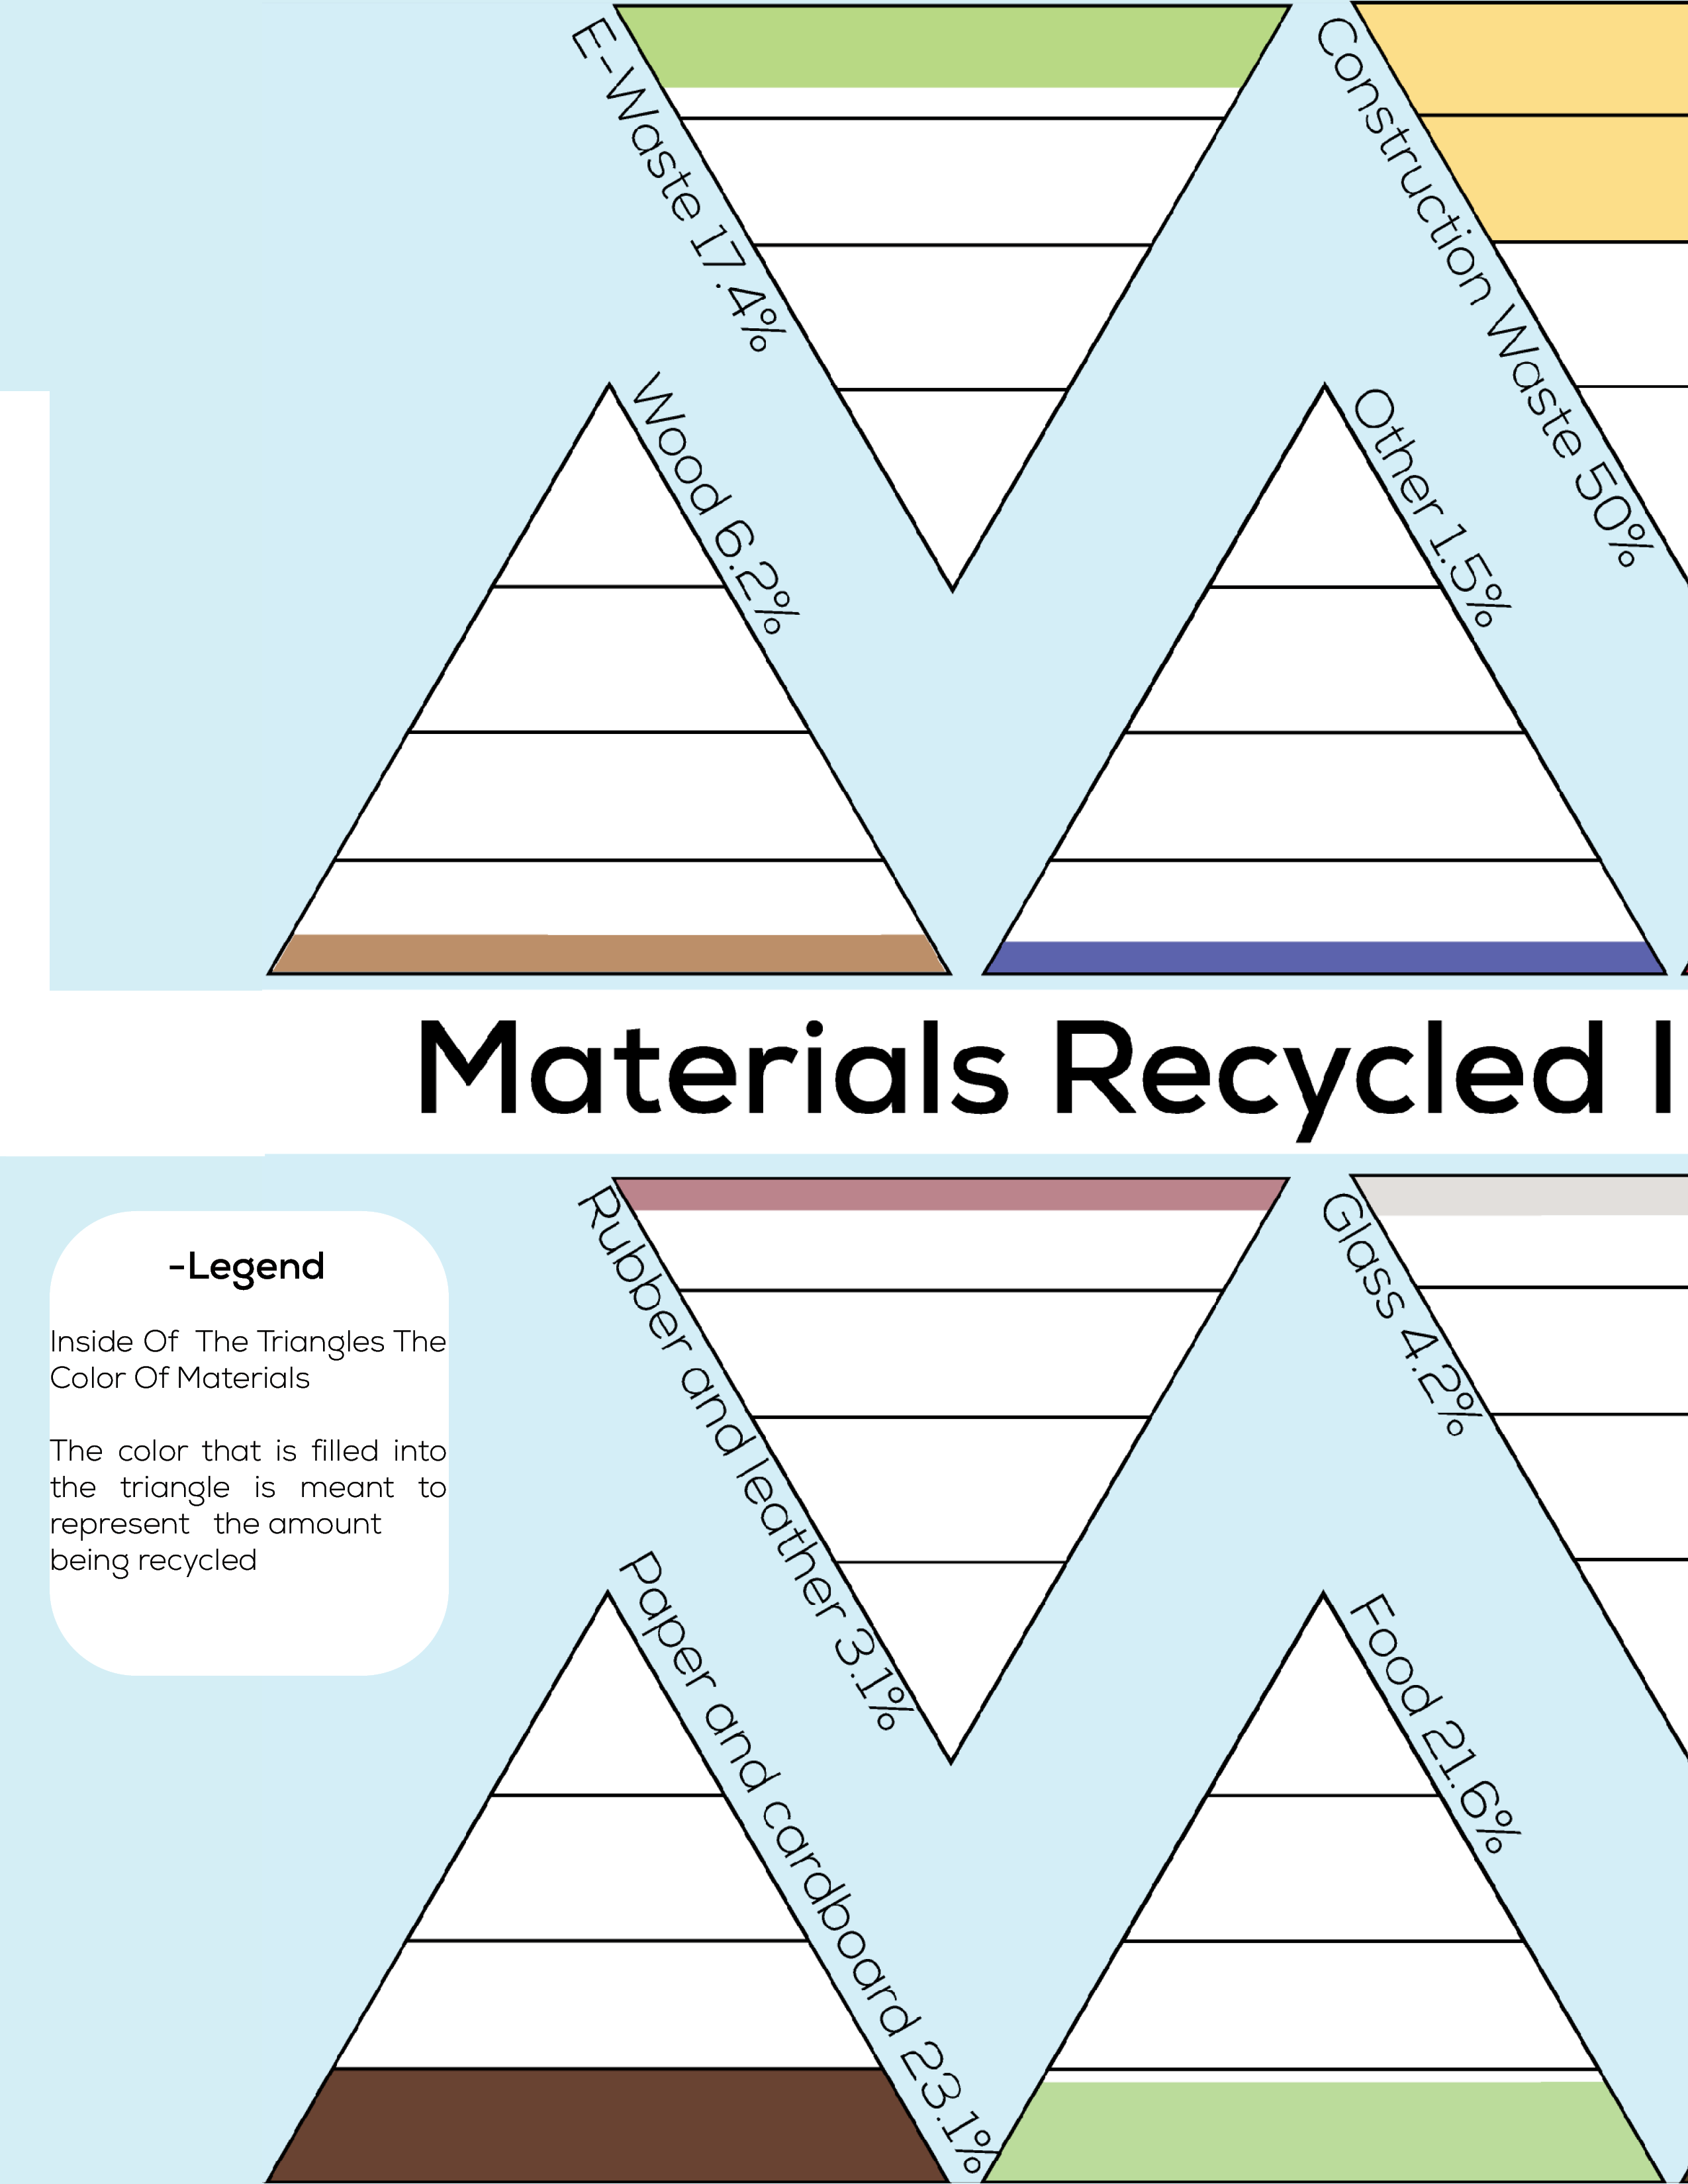 E-Waste 17.4%
Construction Waste 50%
Wood 6.2%
Other 1.5%
Materials Recycled I
Rubber and leather 3.1%
Glass 4.2%
-Legend
Inside Of The Triangles The
Color Of Materials
The color that is filled into
the triangle is meant to
represent the amount
being recycled
Paper and cardboard 23.1%
Food 21.6%